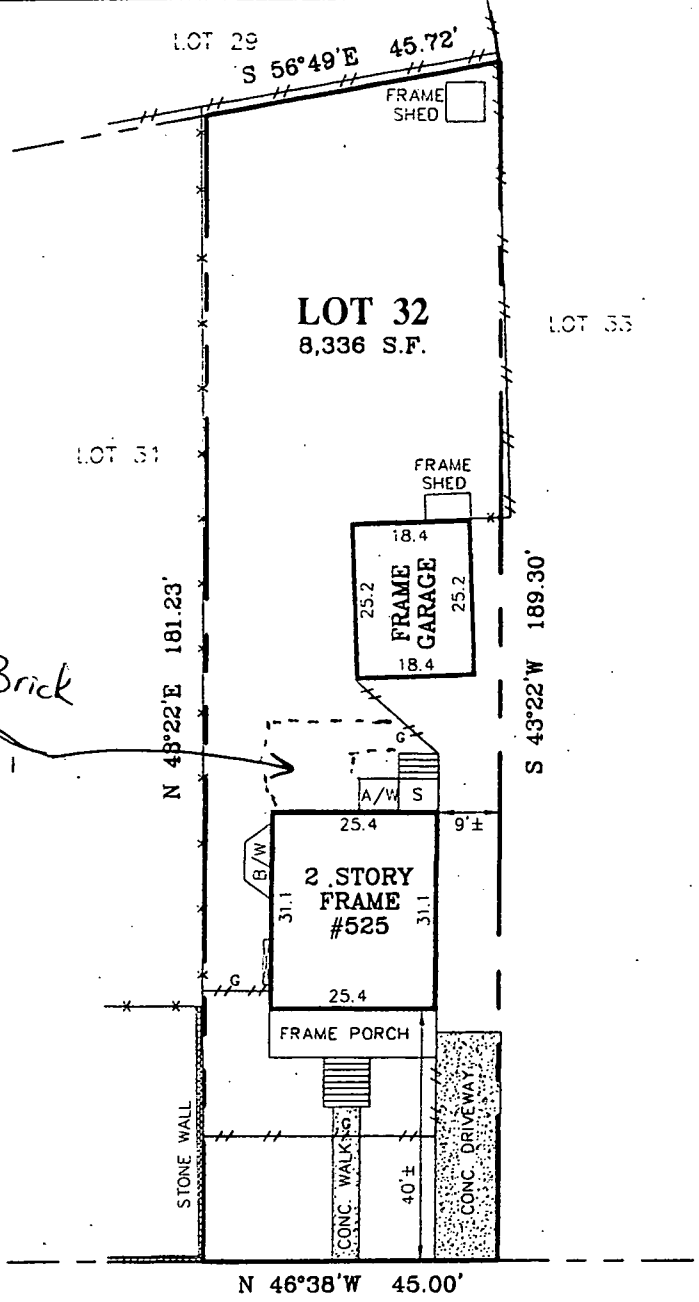 LOT 29
S 56°49'E 45.72'
FRAME
SHED
LOT 32
8,336 S.F.
LOT 33
LOT 31
FRAME
SHED
18.4
25.2
FRAME
GARAGE
25.2
18.4
N 43°22'E 181.23'
S 43°22'W 189.30'
Brick
G
A/W
S
25.4
9'±
B/W
2 STORY
FRAME
#525
31.1
31.1
G
25.4
FRAME PORCH
STONE WALL
G
CONC. WALK
40'±
CONC. DRIVEWAY
N 46°38'W 45.00'